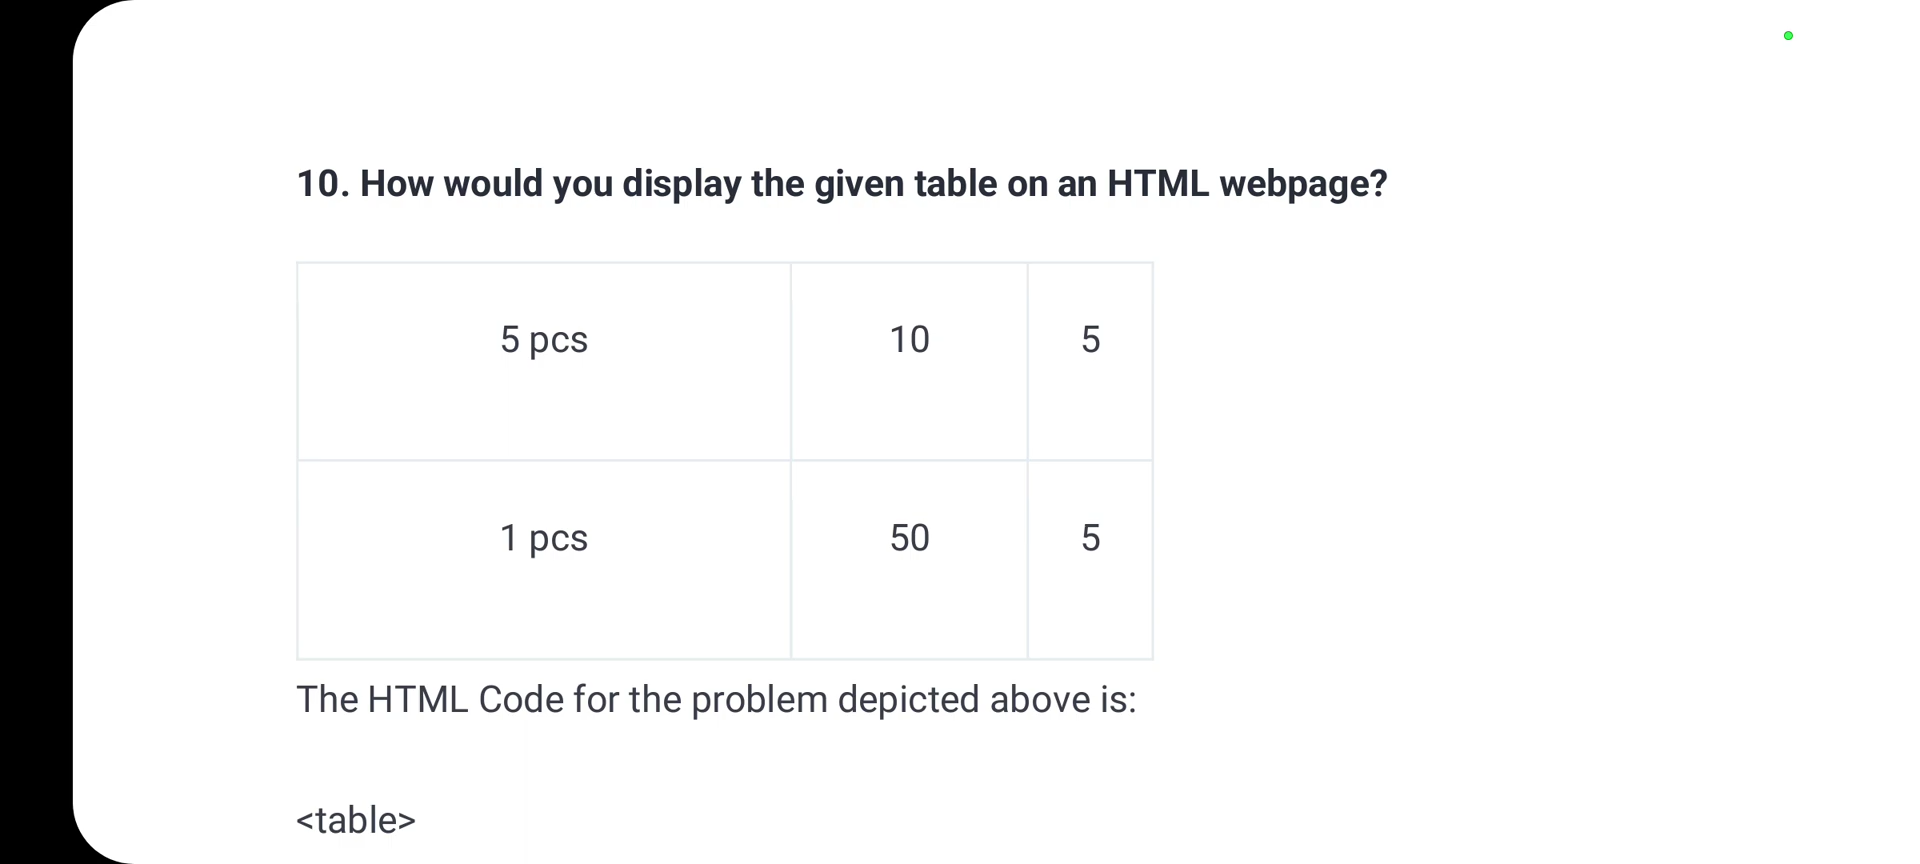 10. How would you display the given table on an HTML webpage?
5 pcs 10 5
1 pcs 50 5
The HTML Code for the problem depicted above is:
<table>